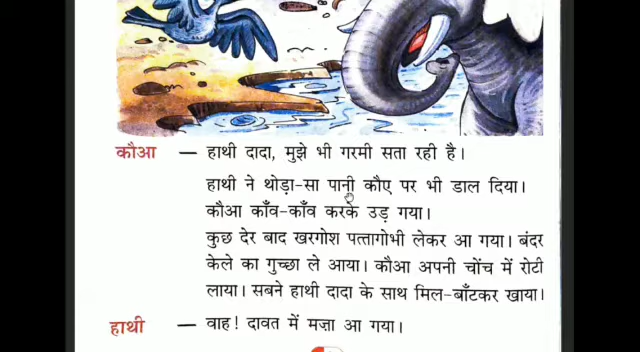 कौआ — हाथी दादा, मुझे भी गरमी सता रही है।
हाथी ने थोड़ा-सा पानी कौए पर भी डाल दिया।
कौआ काँव-काँव करके उड़ गया।
कुछ देर बाद खरगोश पत्तागोभी लेकर आ गया। बंदर
केले का गुच्छा ले आया। कौआ अपनी चोंच में रोटी
लाया। सबने हाथी दादा के साथ मिल-बाँटकर खाया।
हाथी — वाह! दावत में मज़ा आ गया।